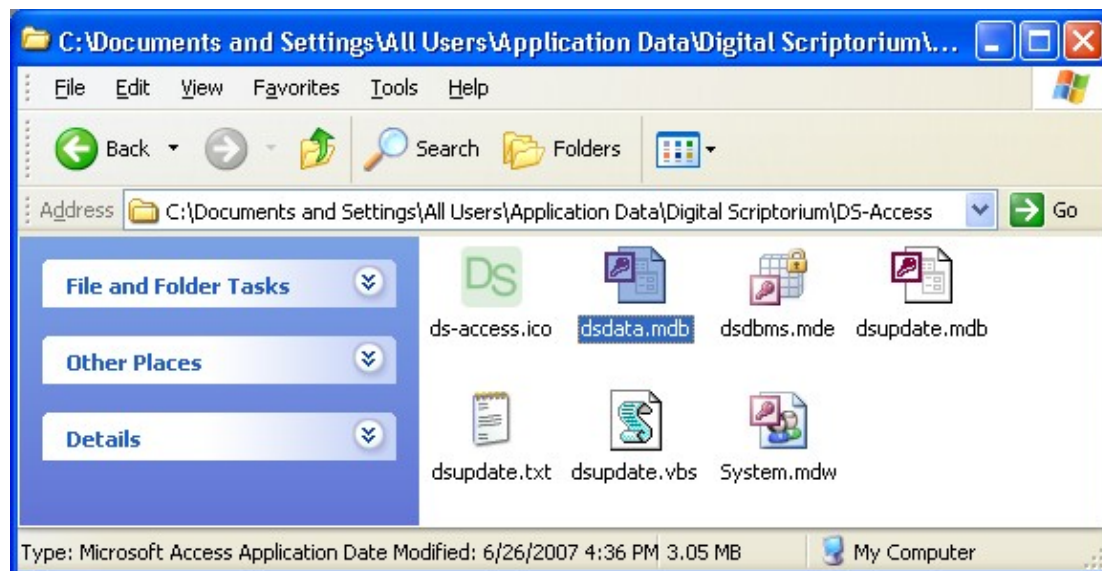 C:\Documents and Settings\All Users\Application Data\Digital Scriptorium\...
File Edit View Favorites Tools Help
Back Search Folders
Address C:\Documents and Settings\All Users\Application Data\Digital Scriptorium\DS-Access Go
File and Folder Tasks
Other Places
Details
DS
ds-access.ico dsdata.mdb dsdbms.mde dsupdate.mdb
dsupdate.txt dsupdate.vbs System.mdw
Type: Microsoft Access Application Date Modified: 6/26/2007 4:36 PM 3.05 MB My Computer